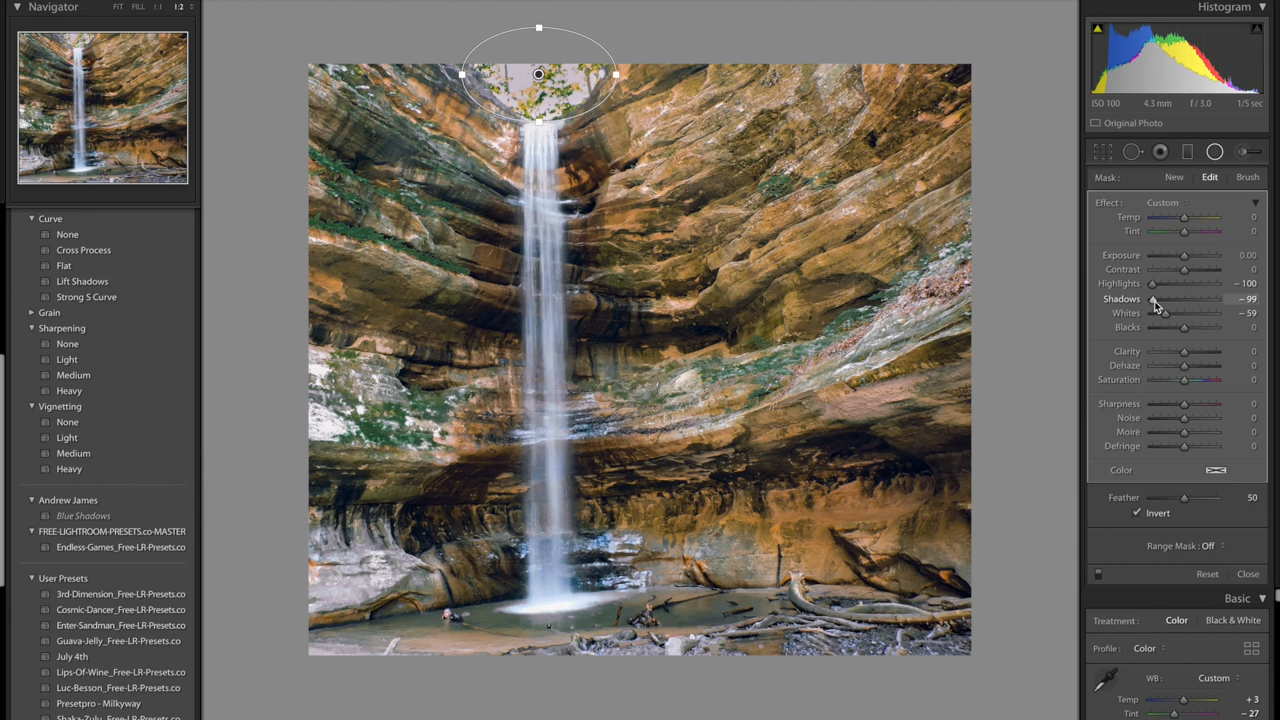 Navigator FIT FILL 1:1 1:2
Curve
None
Cross Process
Flat
Lift Shadows
Strong S Curve
Grain
Sharpening
None
Light
Medium
Heavy
Vignetting
None
Light
Medium
Heavy
Andrew James
Blue Shadows
FREE-LIGHTROOM-PRESETS.co-MASTER
Endless-Games_Free-LR-Presets.co
User Presets
3rd-Dimension_Free-LR-Presets.co
Cosmic-Dancer_Free-LR-Presets.co
Enter-Sandman_Free-LR-Presets.co
Guava-Jelly_Free-LR-Presets.co
July 4th
Lips-Of-Wine_Free-LR-Presets.co
Luc-Besson_Free-LR-Presets.co
Presetpro - Milkyway
Shaka-Zulu_Free-LR-Presets.co
Histogram
ISO 100 4.3 mm f / 3.0 1/5 sec
Original Photo
Mask : New Edit Brush
Effect : Custom
Temp 0
Tint 0
Exposure 0.00
Contrast 0
Highlights – 100
Shadows – 99
Whites – 59
Blacks 0
Clarity 0
Dehaze 0
Saturation 0
Sharpness 0
Noise 0
Moiré 0
Defringe 0
Color
Feather 50
Invert
Range Mask : Off
Reset Close
Basic
Treatment : Color Black & White
Profile : Color
WB : Custom
Temp + 3
Tint – 27